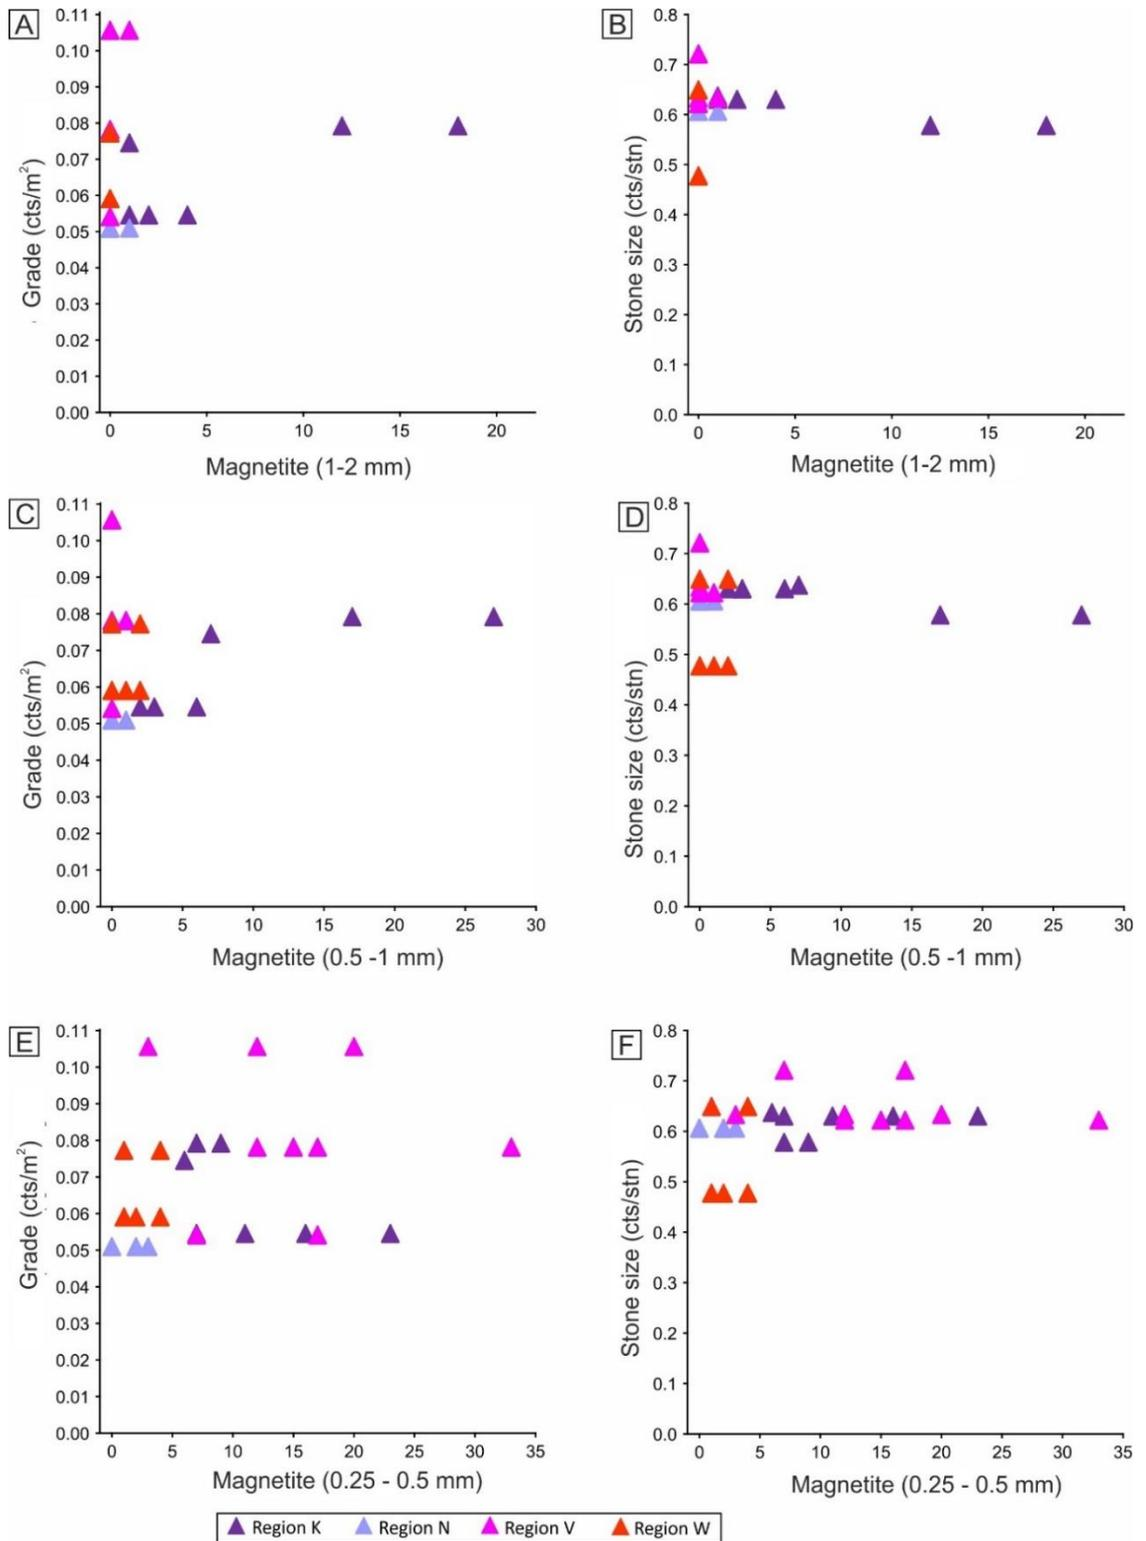 A
0.11
0.10
0.09
0.08
0.07
0.06
0.05
0.04
0.03
0.02
0.01
0.00
Grade (cts/m²)
0 5 10 15 20
Magnetite (1-2 mm)
B
0.8
0.7
0.6
0.5
0.4
0.3
0.2
0.1
0.0
Stone size (cts/stn)
0 5 10 15 20
Magnetite (1-2 mm)
C
0.11
0.10
0.09
0.08
0.07
0.06
0.05
0.04
0.03
0.02
0.01
0.00
Grade (cts/m²)
0 5 10 15 20 25 30
Magnetite (0.5 -1 mm)
D
0.8
0.7
0.6
0.5
0.4
0.3
0.2
0.1
0.0
Stone size (cts/stn)
0 5 10 15 20 25 30
Magnetite (0.5 -1 mm)
E
0.11
0.10
0.09
0.08
0.07
0.06
0.05
0.04
0.03
0.02
0.01
0.00
Grade (cts/m²)
0 5 10 15 20 25 30 35
Magnetite (0.25 - 0.5 mm)
F
0.8
0.7
0.6
0.5
0.4
0.3
0.2
0.1
0.0
Stone size (cts/stn)
0 5 10 15 20 25 30 35
Magnetite (0.25 - 0.5 mm)
Region K Region N Region V Region W